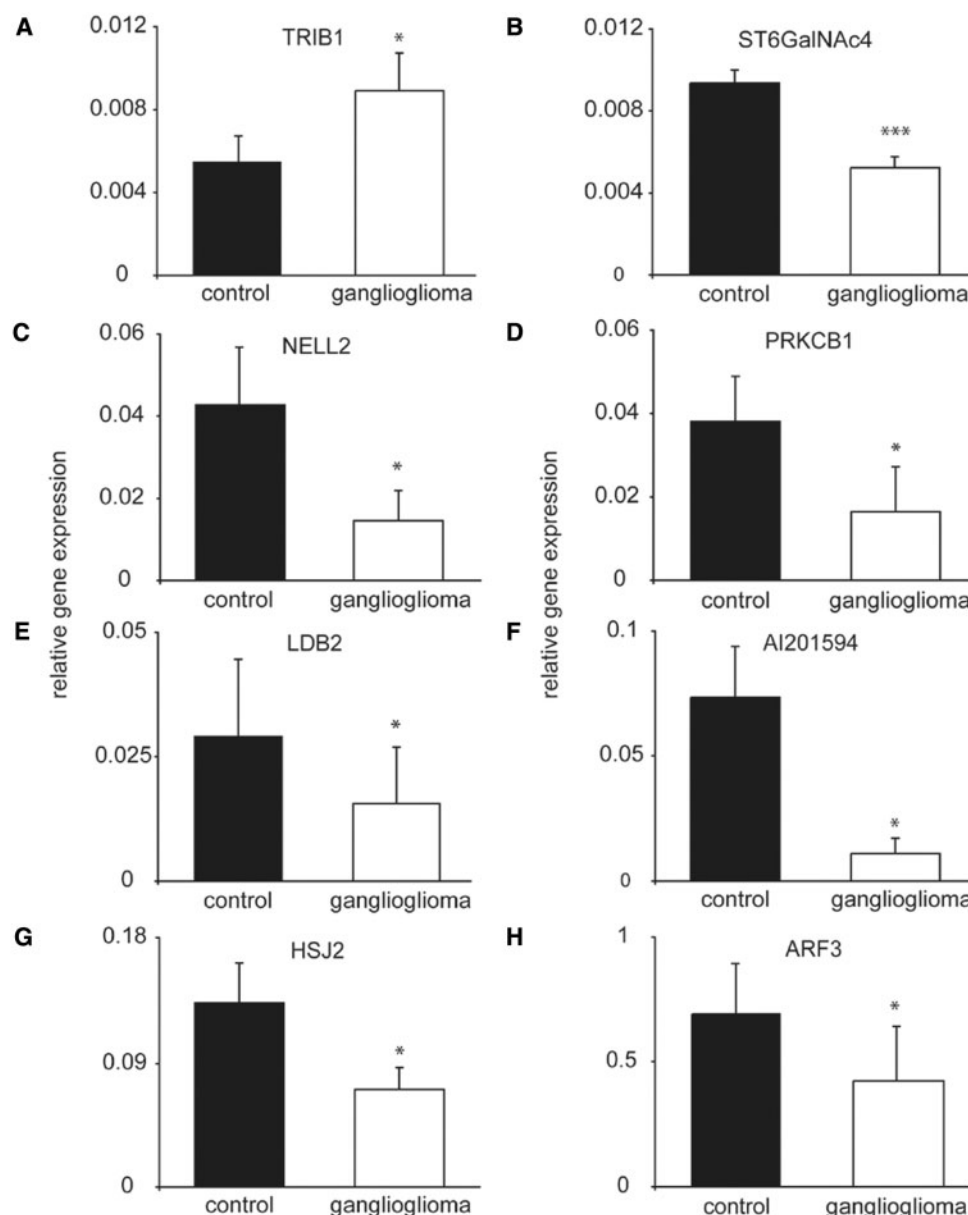 A
TRIB1
0.012
*
0.008
0.004
0
control
ganglioglioma
B
ST6GalNAc4
0.012
0.008
***
0.004
0
control
ganglioglioma
C
NELL2
0.06
0.04
*
0.02
0
control
ganglioglioma
relative gene expression
D
PRKCB1
0.06
0.04
*
0.02
0
control
ganglioglioma
relative gene expression
E
LDB2
0.05
*
0.025
0
control
ganglioglioma
F
AI201594
0.1
0.05
*
0
control
ganglioglioma
G
HSJ2
0.18
0.09
*
0
control
ganglioglioma
H
ARF3
1
*
0.5
0
control
ganglioglioma